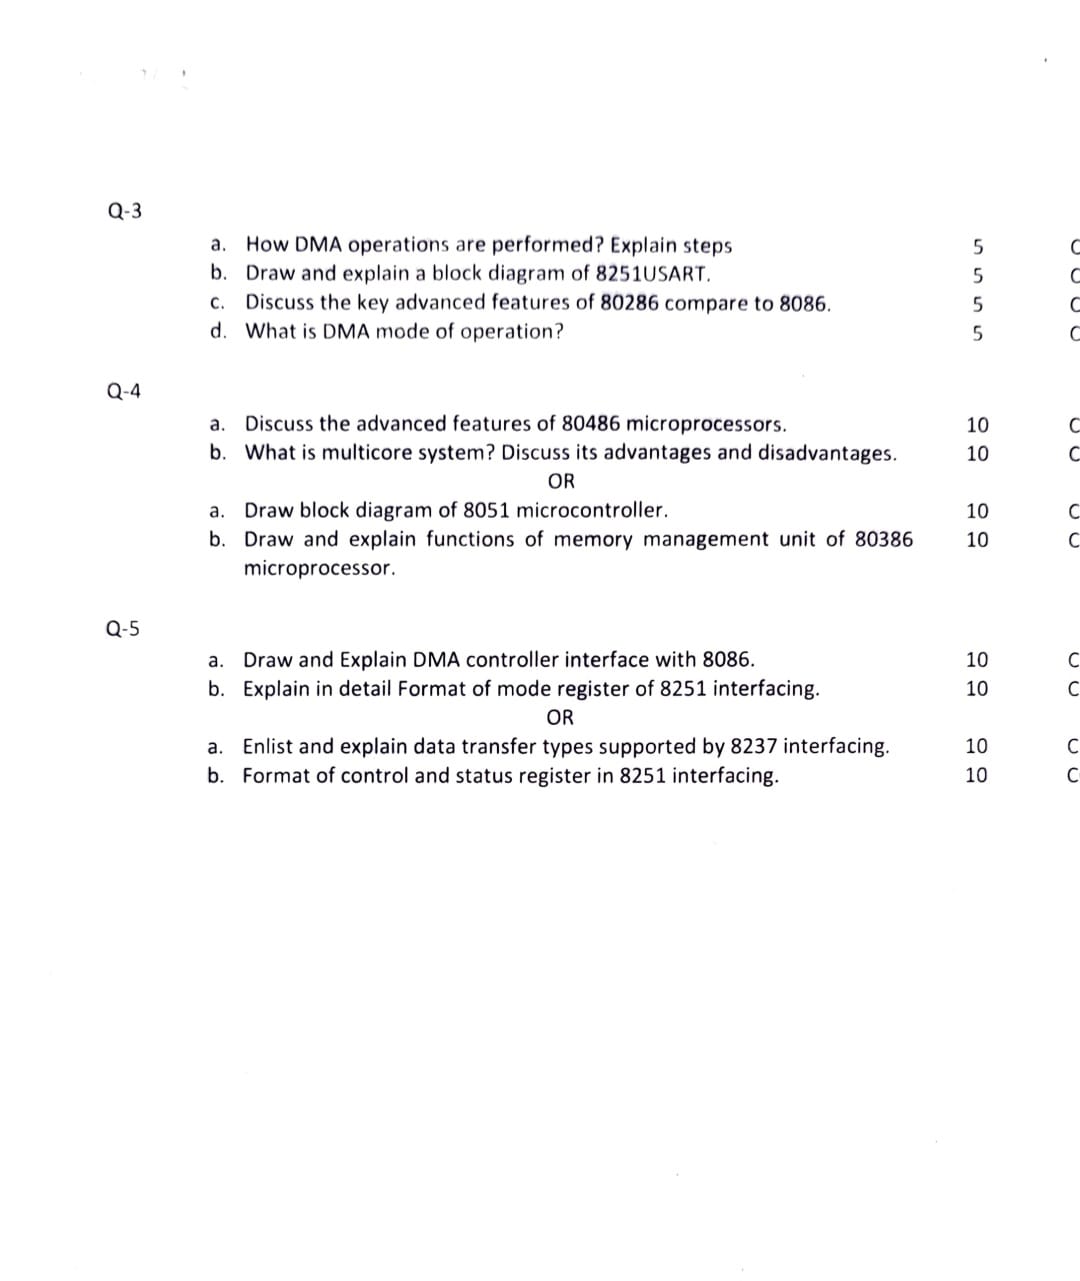 Q-3
a. How DMA operations are performed? Explain steps 5 C
b. Draw and explain a block diagram of 8251USART. 5 C
c. Discuss the key advanced features of 80286 compare to 8086. 5 C
d. What is DMA mode of operation? 5 C
Q-4
a. Discuss the advanced features of 80486 microprocessors. 10 C
b. What is multicore system? Discuss its advantages and disadvantages. 10 C
OR
a. Draw block diagram of 8051 microcontroller. 10 C
b. Draw and explain functions of memory management unit of 80386 10 C
microprocessor.
Q-5
a. Draw and Explain DMA controller interface with 8086. 10 C
b. Explain in detail Format of mode register of 8251 interfacing. 10 C
OR
a. Enlist and explain data transfer types supported by 8237 interfacing. 10 C
b. Format of control and status register in 8251 interfacing. 10 C